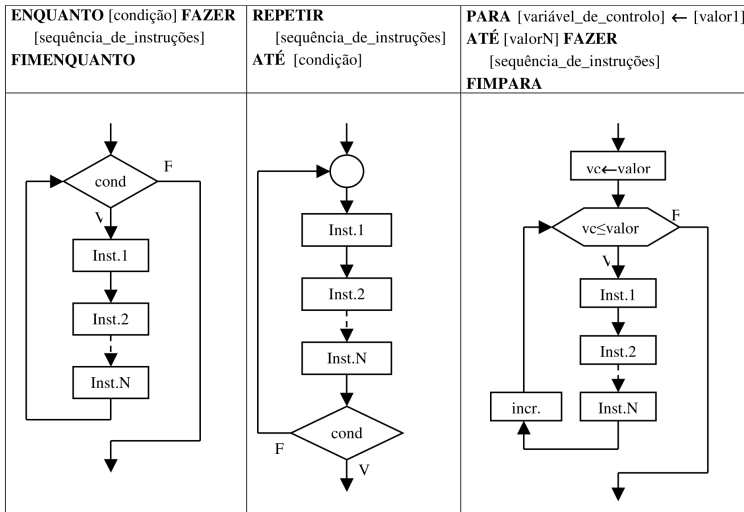 ENQUANTO [condição] FAZER
[sequência_de_instruções]
FIMENQUANTO
REPETIR
[sequência_de_instruções]
ATÉ [condição]
PARA [variável_de_controlo] ← [valor1]
ATÉ [valorN] FAZER
[sequência_de_instruções]
FIMPARA
cond
F
V
Inst.1
Inst.2
Inst.N
Inst.1
Inst.2
Inst.N
cond
F
V
vc←valor
vc≤valor
F
V
Inst.1
Inst.2
incr.
Inst.N